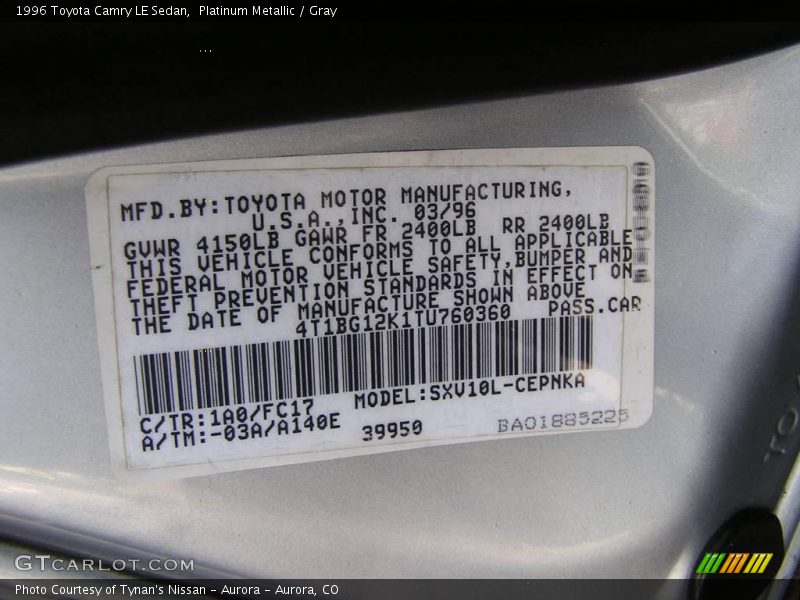 1996 Toyota Camry LE Sedan,  Platinum Metallic / Gray
MFD.BY:TOYOTA MOTOR MANUFACTURING,
U.S.A.,INC. 03/96
GVWR 4150LB GAWR FR 2400LB RR 2400LB
THIS VEHICLE CONFORMS TO ALL APPLICABLE
FEDERAL MOTOR VEHICLE SAFETY,BUMPER AND
THEFT PREVENTION STANDARDS IN EFFECT ON
THE DATE OF MANUFACTURE SHOWN ABOVE
4T1BG12K1TU760360 PASS.CAR
MODEL:SXV10L-CEPNKA
C/TR:1A0/FC17
A/TM:-03A/A140E 39950 BA01885225
GTCARLOT.COM
Photo Courtesy of Tynan's Nissan - Aurora - Aurora, CO